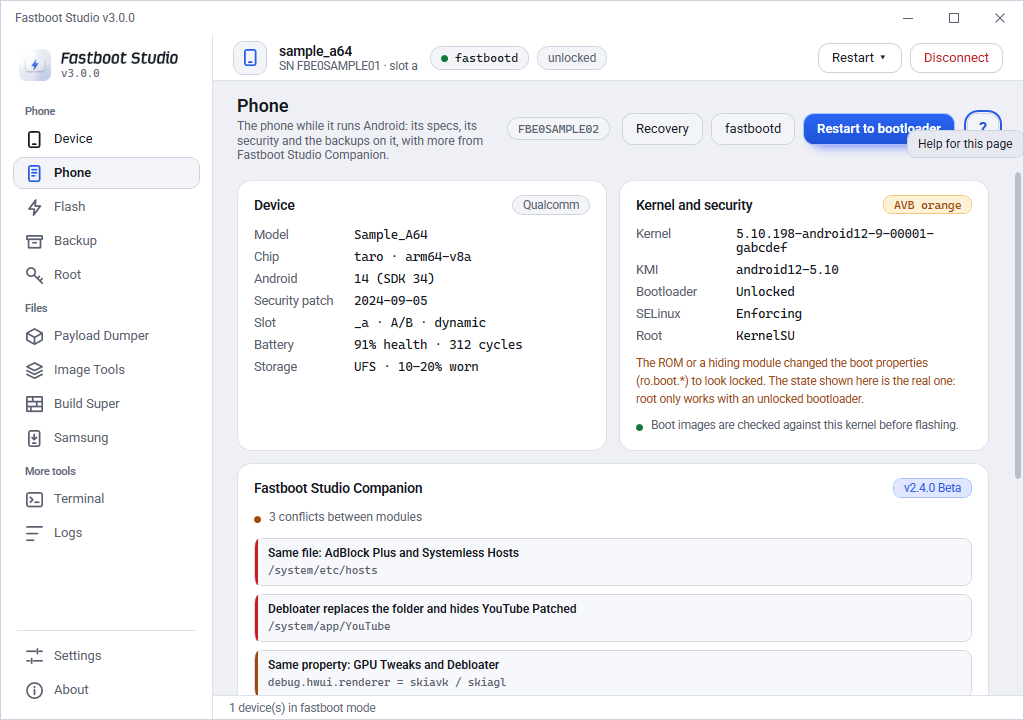 Fastboot Studio v3.0.0
Fastboot Studio
v3.0.0
Phone
Device
Phone
Flash
Backup
Root
Files
Payload Dumper
Image Tools
Build Super
Samsung
More tools
Terminal
Logs
Settings
About
sample_a64
SN FBE0SAMPLE01 · slot a
fastbootd
unlocked
Restart ▾
Disconnect
Phone
The phone while it runs Android: its specs, its
security and the backups on it, with more from
Fastboot Studio Companion.
FBE0SAMPLE02
Recovery
fastbootd
Restart to bootloader
?
Help for this page
Device
Qualcomm
Model Sample_A64
Chip taro · arm64-v8a
Android 14 (SDK 34)
Security patch 2024-09-05
Slot _a · A/B · dynamic
Battery 91% health · 312 cycles
Storage UFS · 10-20% worn
Kernel and security
AVB orange
Kernel 5.10.198-android12-9-00001-
gabcdef
KMI android12-5.10
Bootloader Unlocked
SELinux Enforcing
Root KernelSU
The ROM or a hiding module changed the boot properties
(ro.boot.*) to look locked. The state shown here is the real one:
root only works with an unlocked bootloader.
Boot images are checked against this kernel before flashing.
Fastboot Studio Companion
v2.4.0 Beta
3 conflicts between modules
Same file: AdBlock Plus and Systemless Hosts
/system/etc/hosts
Debloater replaces the folder and hides YouTube Patched
/system/app/YouTube
Same property: GPU Tweaks and Debloater
debug.hwui.renderer = skiavk / skiagl
1 device(s) in fastboot mode